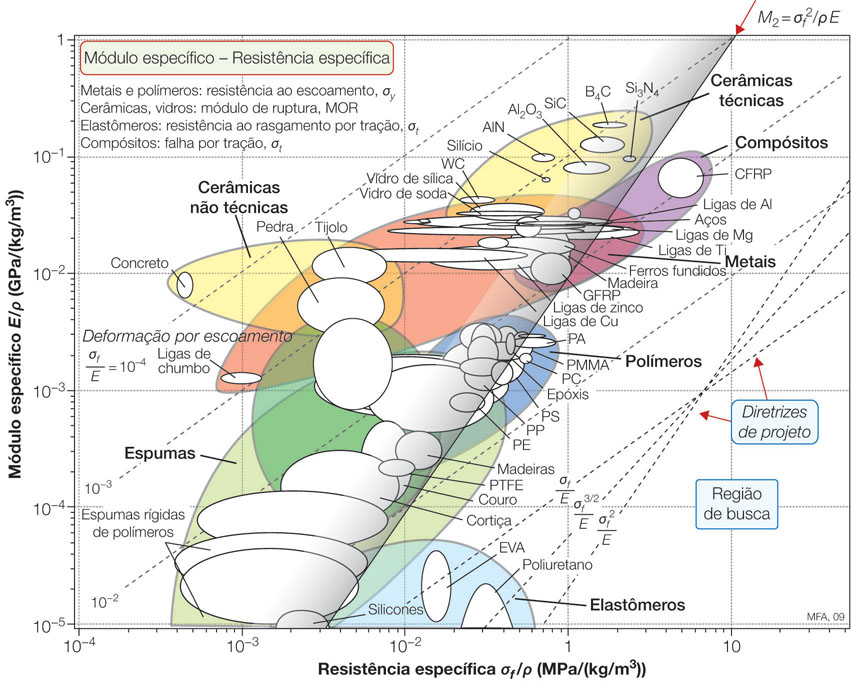 M₂ = σf²/ρE
Módulo específico – Resistência específica
Metais e polímeros: resistência ao escoamento, σy
Cerâmicas, vidros: módulo de ruptura, MOR
Elastômeros: resistência ao rasgamento por tração, σt
Compósitos: falha por tração, σt
Cerâmicas
técnicas
B₄C
Si₃N₄
SiC
Al₂O₃
AlN
Silício
WC
Vidro de sílica
Vidro de soda
Compósitos
CFRP
Cerâmicas
não técnicas
Pedra
Tijolo
Concreto
Ligas de Al
Aços
Ligas de Mg
Ligas de Ti
Metais
Ferros fundidos
Madeira
GFRP
Ligas de zinco
Ligas de Cu
Deformação por escoamento
σf/E = 10⁻⁴
Ligas de
chumbo
PA
Polímeros
PMMA
PC
Epóxis
PS
PP
PE
Diretrizes
de projeto
Espumas
Madeiras
PTFE
Couro
Cortiça
10⁻³
σf/E
σf³/²/E
σf²/E
Região
de busca
Espumas rígidas
de polímeros
EVA
Poliuretano
10⁻²
Silicones
Elastômeros
MFA, 09
1
10⁻¹
10⁻²
10⁻³
10⁻⁴
10⁻⁵
Módulo específico E/ρ (GPa/(kg/m³))
10⁻⁴
10⁻³
10⁻²
10⁻¹
1
10
Resistência específica σf/ρ (MPa/(kg/m³))